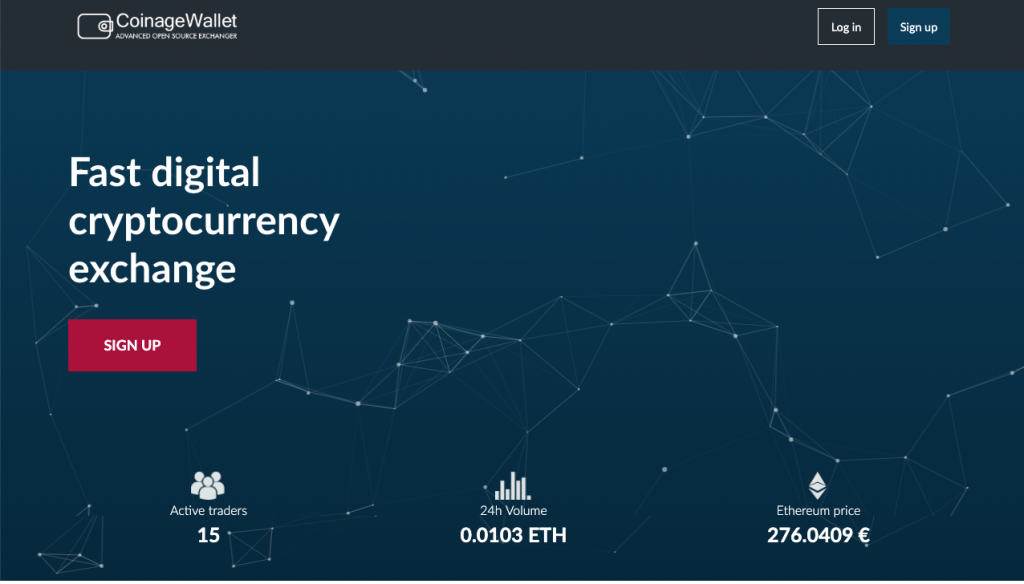 CoinageWallet
ADVANCED OPEN SOURCE EXCHANGER
Log in
Sign up
Fast digital
cryptocurrency
exchange
SIGN UP
Active traders
15
24h Volume
0.0103 ETH
Ethereum price
276.0409 €